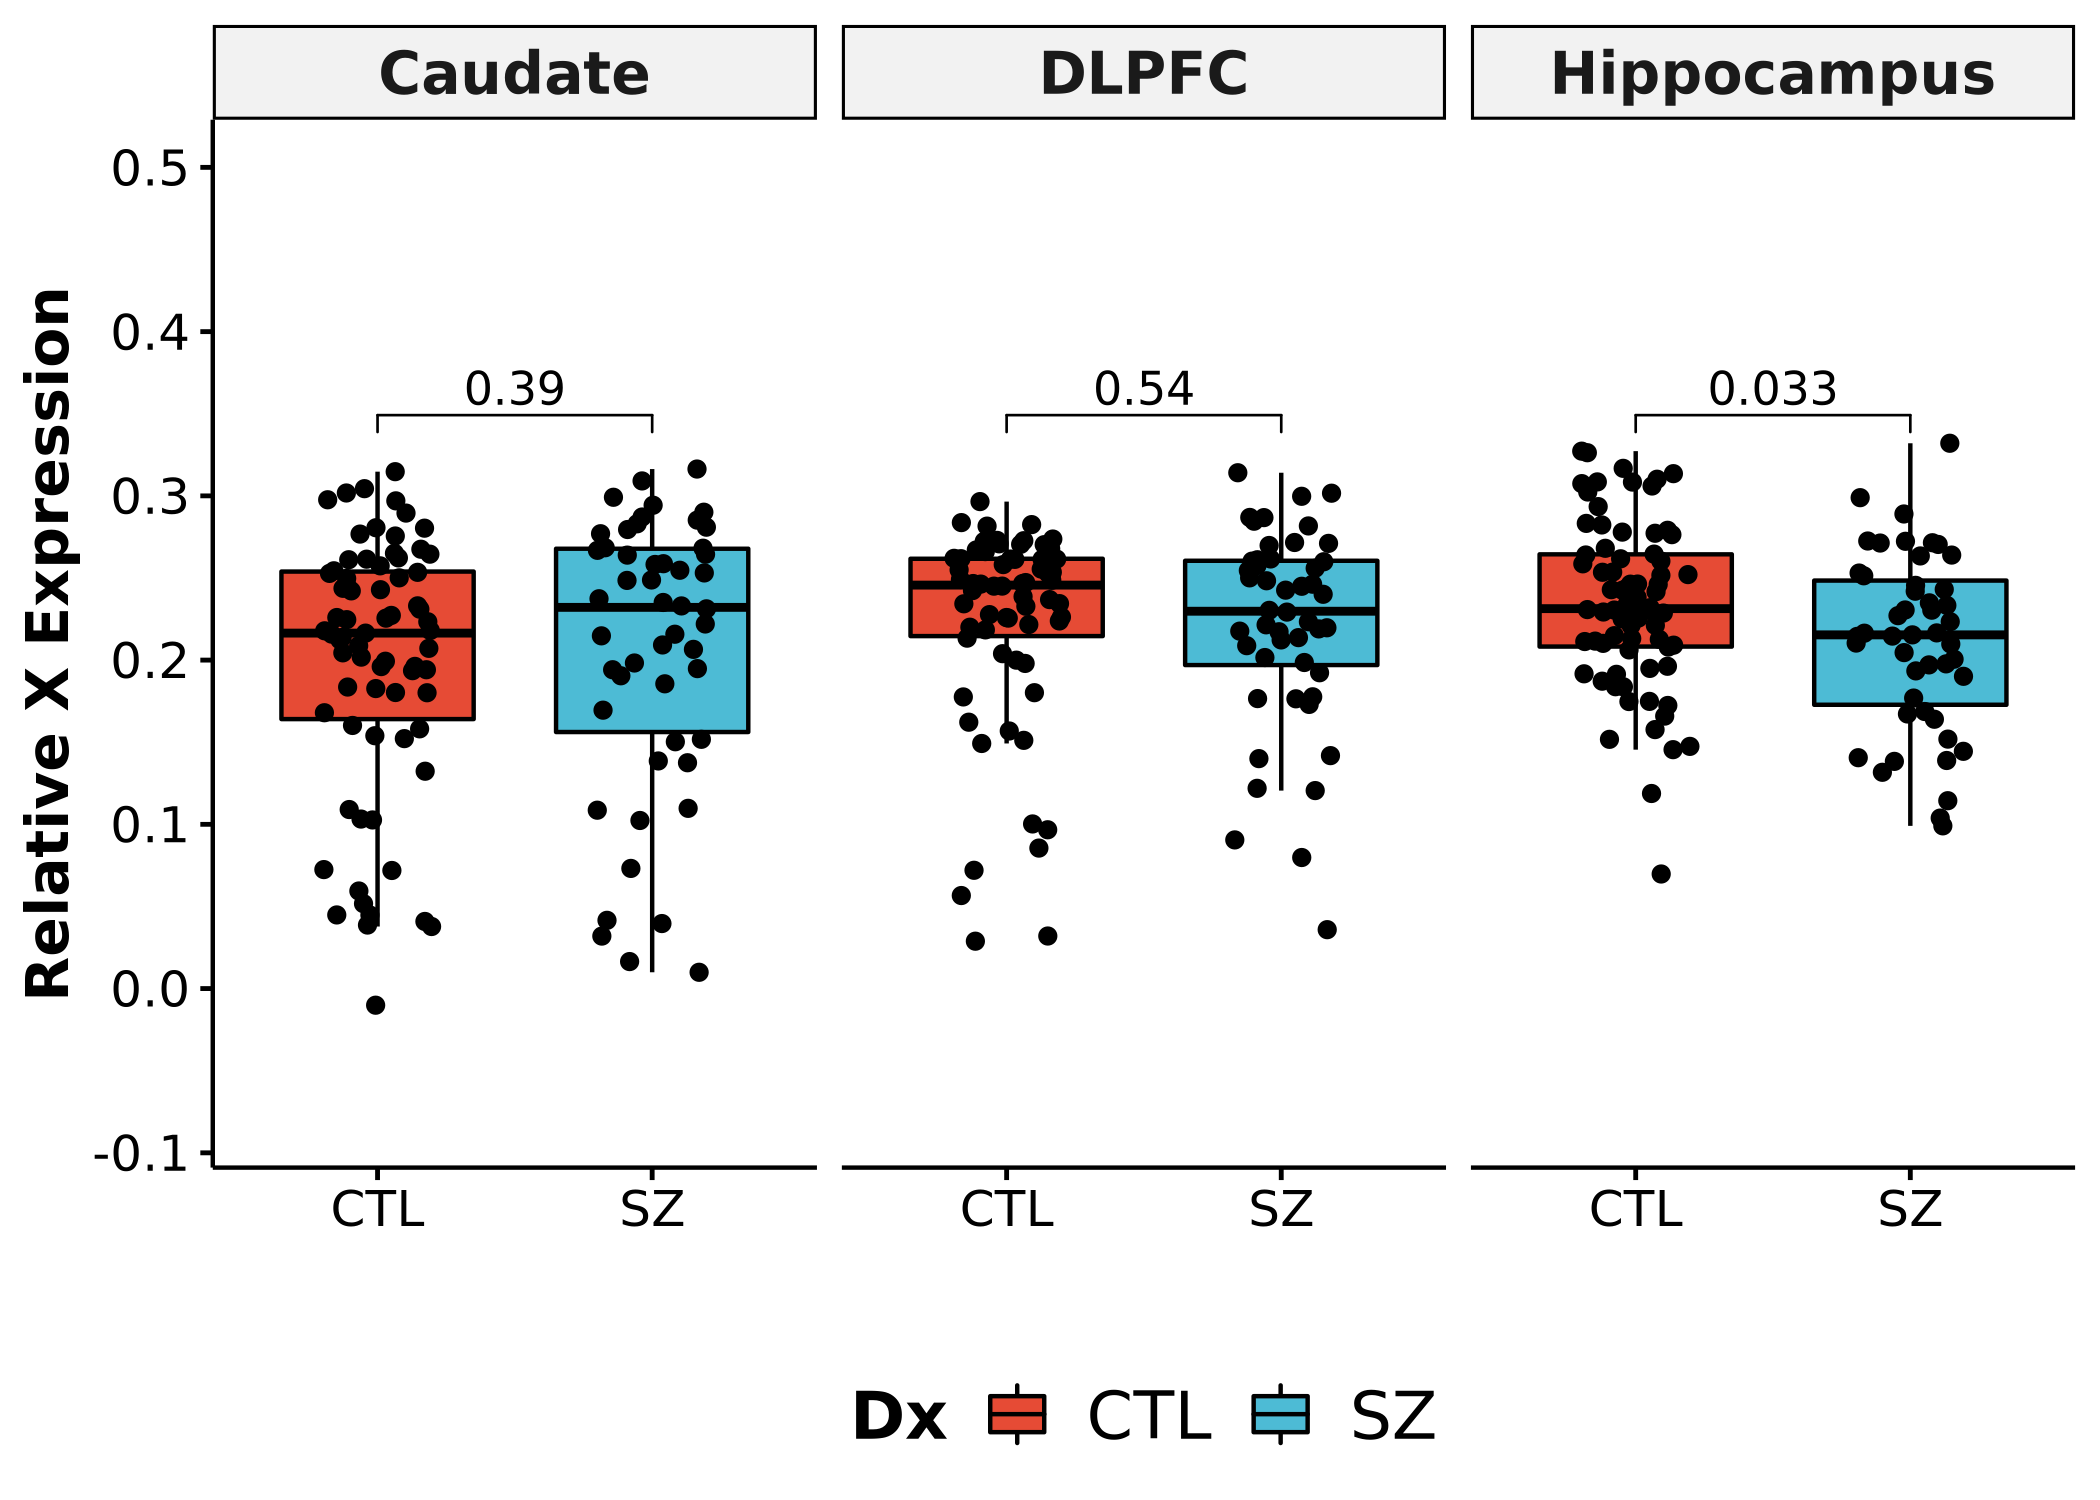 Caudate DLPFC Hippocampus
Relative X Expression
0.5
0.4
0.39 0.54 0.033
0.3
0.2
0.1
0.0
-0.1
CTL SZ CTL SZ CTL SZ
Dx CTL SZ